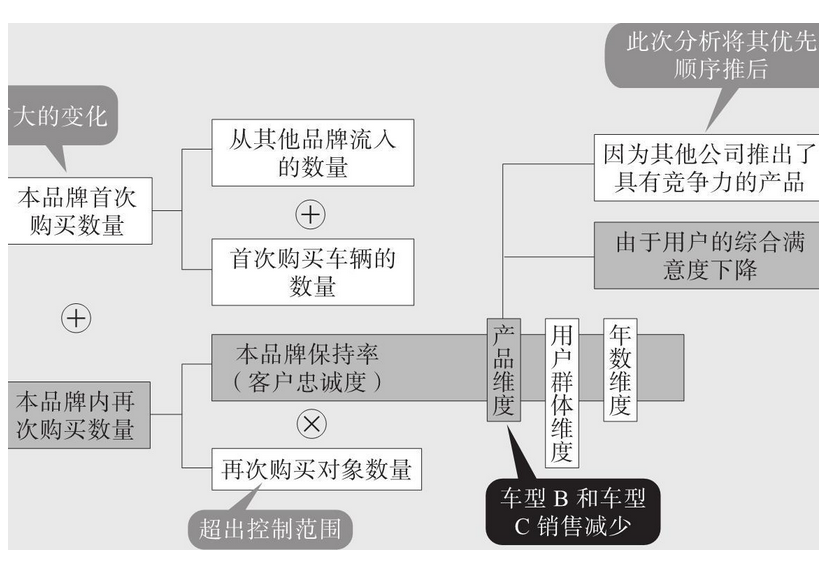 此次分析将其优先
顺序推后
大的变化
从其他品牌流入
的数量
因为其他公司推出了
具有竞争力的产品
本品牌首次
购买数量
+
首次购买车辆的
数量
由于用户的综合满
意度下降
+
本品牌保持率
（客户忠诚度）
产品维度
用户群体维度
年数维度
本品牌内再
次购买数量
×
再次购买对象数量
车型 B 和车型
C 销售减少
超出控制范围